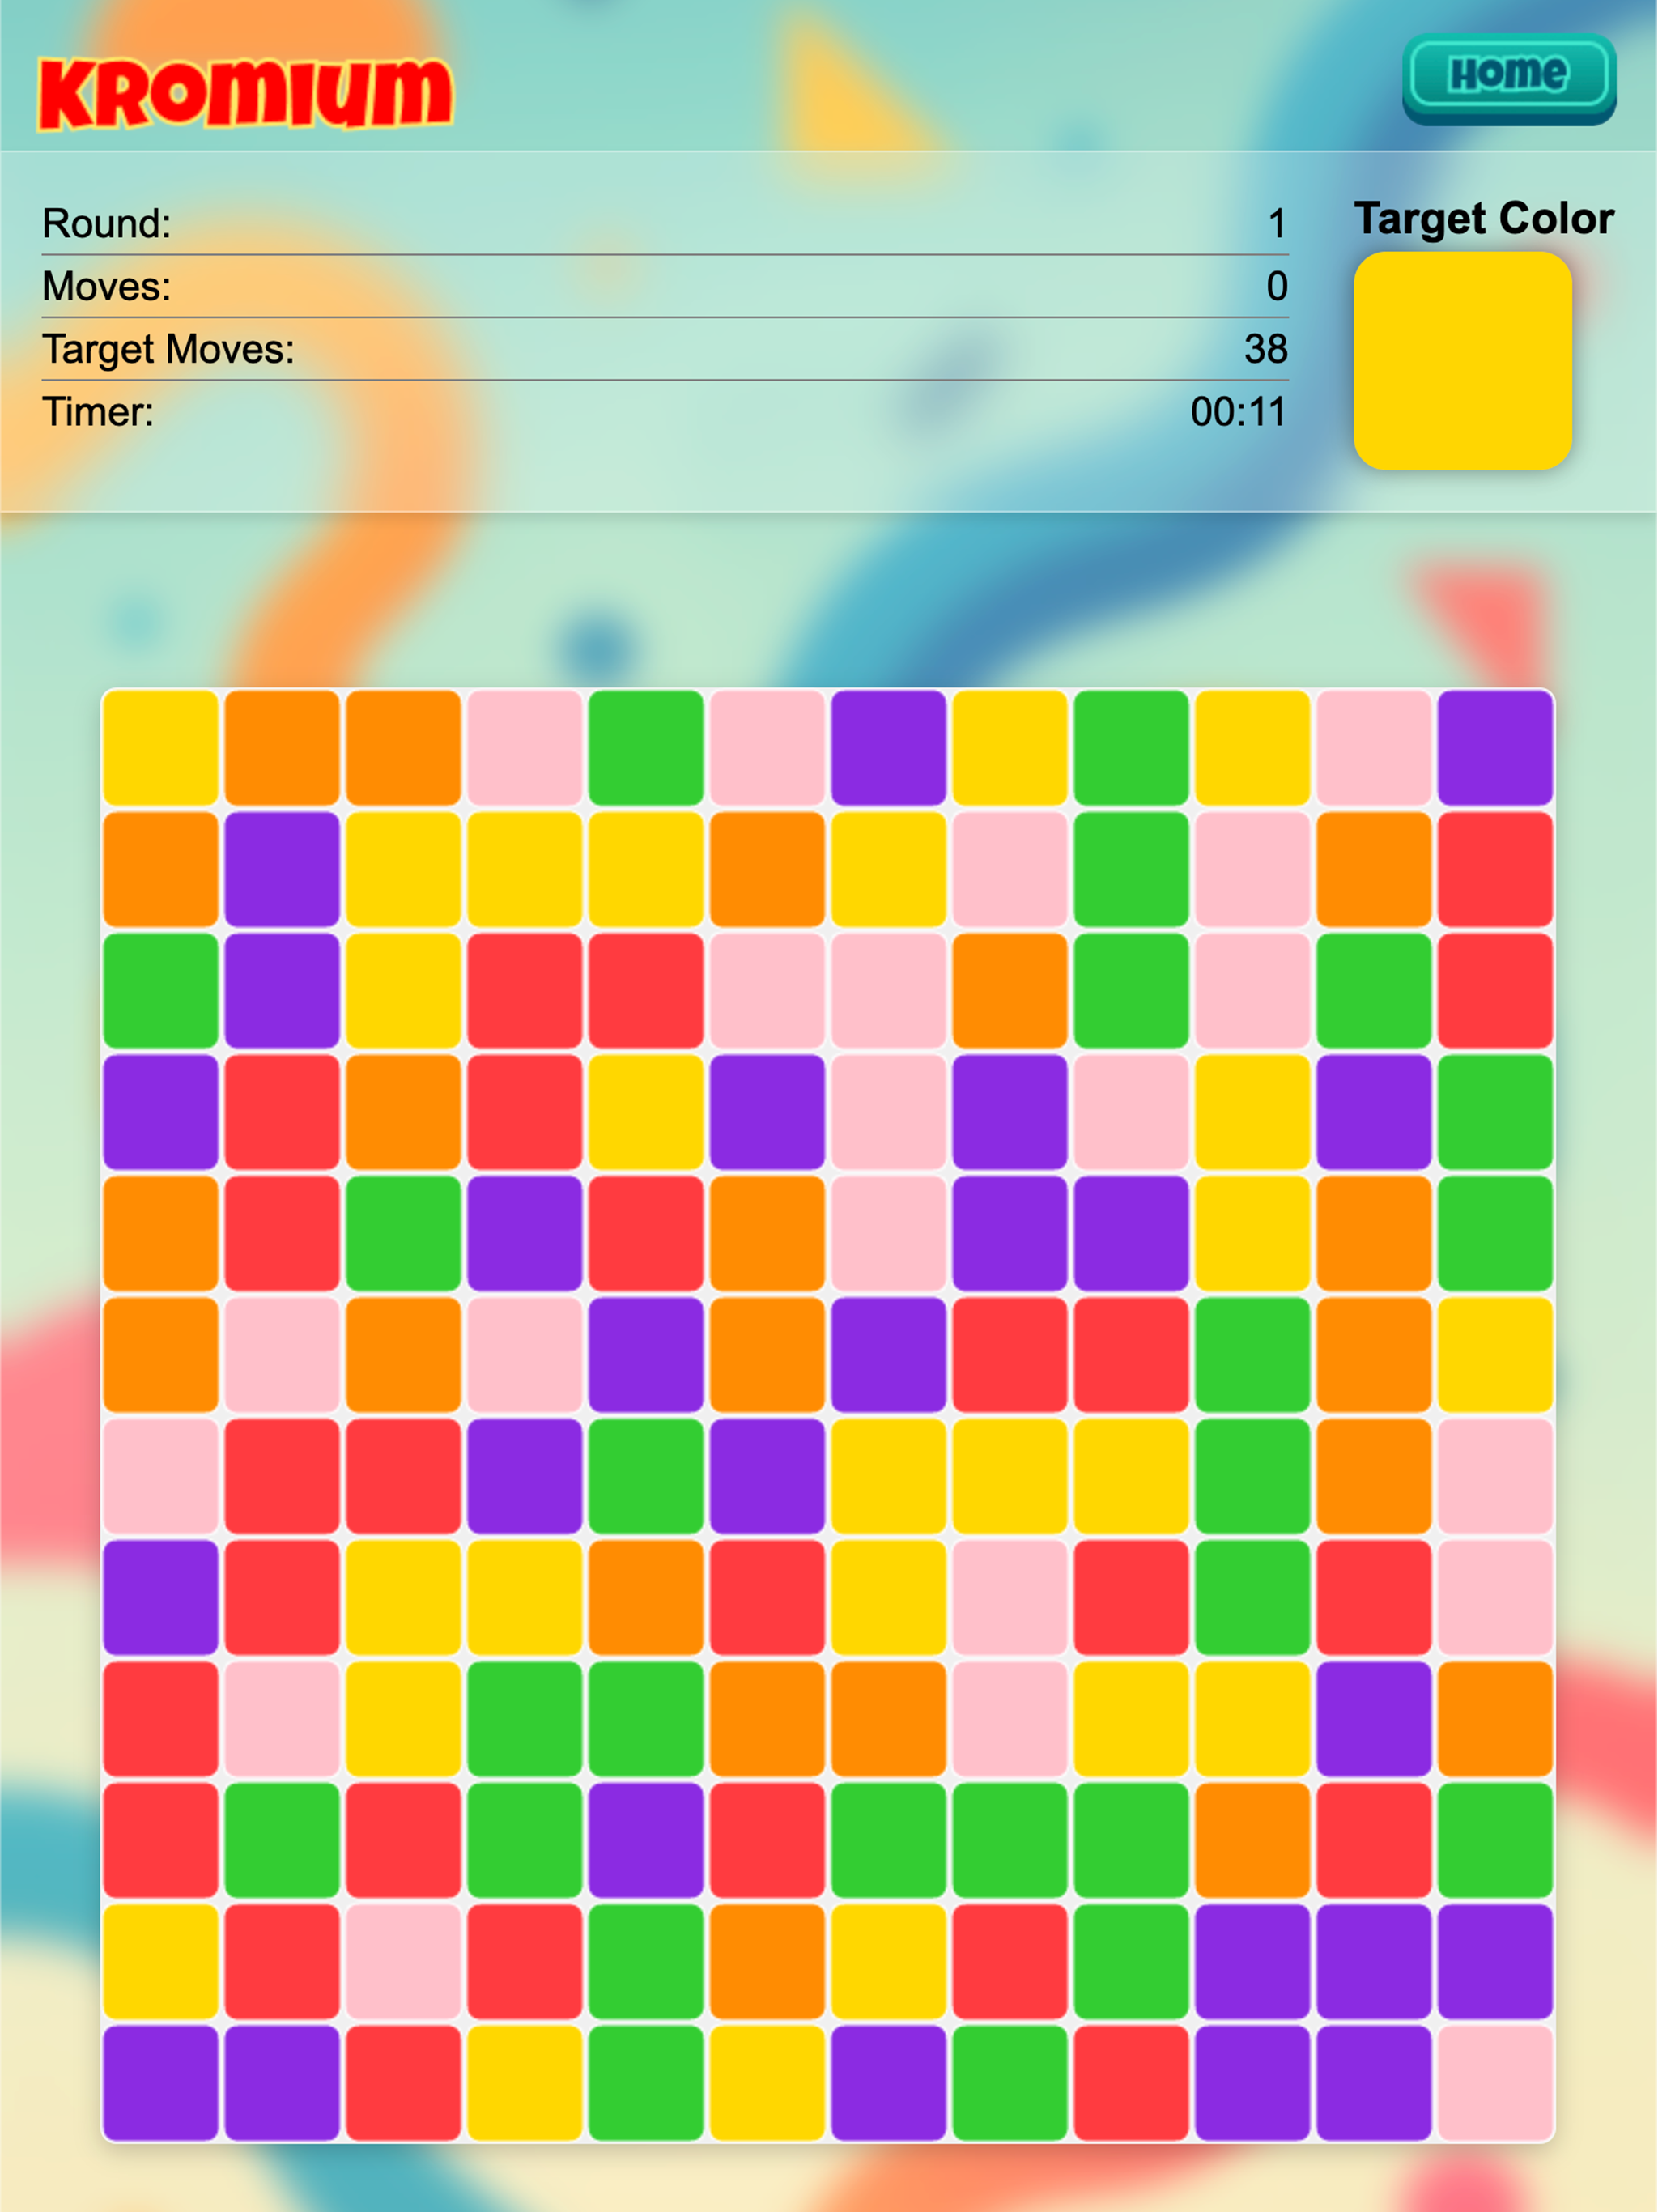 KROMIUM
Home
Round: 1
Moves: 0
Target Moves: 38
Timer: 00:11
Target Color